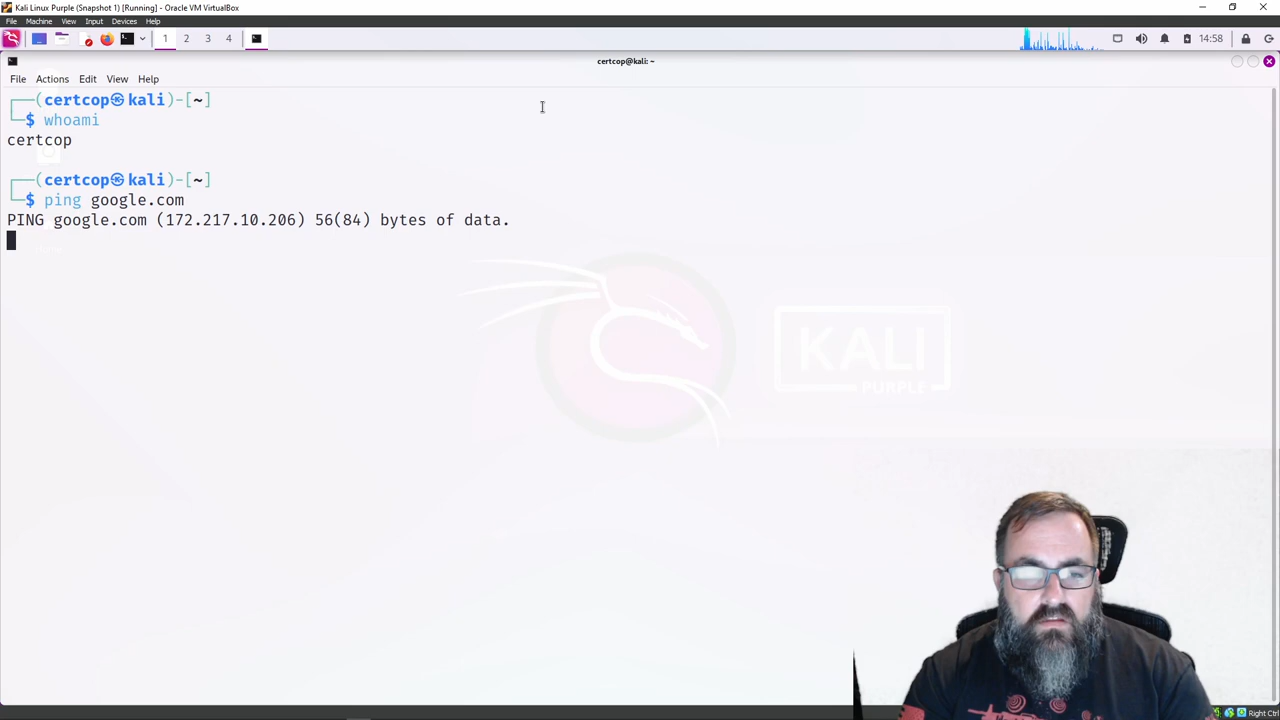 Kali Linux Purple (Snapshot 1) [Running] - Oracle VM VirtualBox
File Machine View Input Devices Help
1 2 3 4 14:58
certcop@kali: ~
File Actions Edit View Help
┌──(certcop㉿kali)-[~]
└─$ whoami
certcop
┌──(certcop㉿kali)-[~]
└─$ ping google.com
PING google.com (172.217.10.206) 56(84) bytes of data.
KALI
PURPLE
Right Ctrl